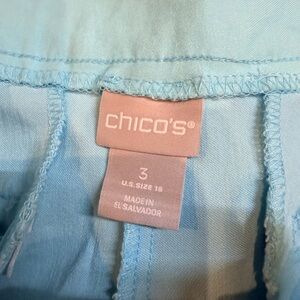 chico's®
3
U.S. SIZE 16
MADE IN
EL SALVADOR